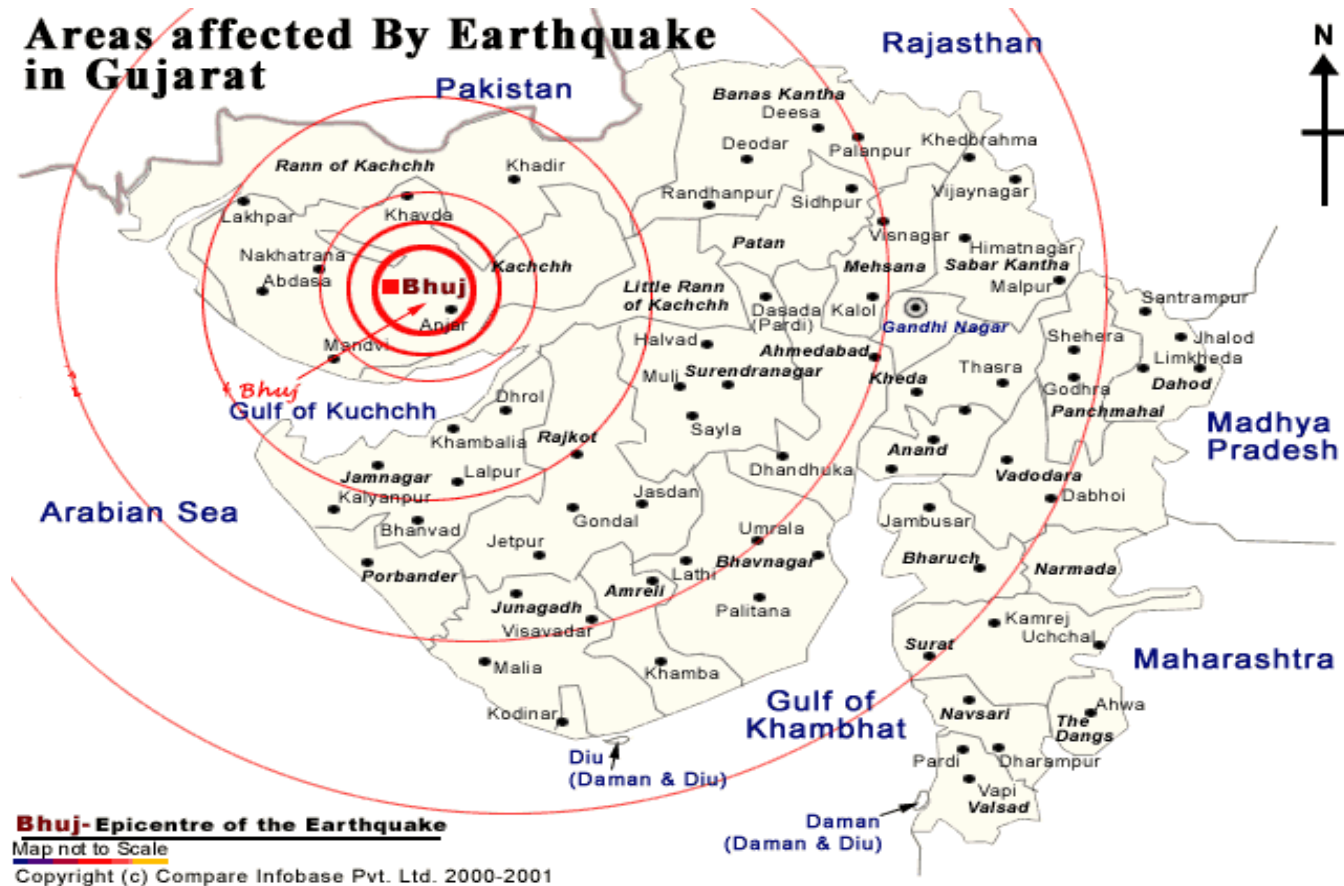 Areas affected By Earthquake
in Gujarat
Rajasthan
N
Pakistan
Banas Kantha
Deesa
Deodar
Palanpur
Khedbrahma
Rann of Kachchh
Khadir
Vijaynagar
Randhanpur
Sidhpur
Lakhpar
Khavda
Visnagar
Patan
Himatnagar
Nakhatrana
Kachchh
Mehsana
Sabar Kantha
Abdasa
Bhuj
Little Rann
of Kachchh
Malpur
Dasada
(Pardi)
Kalol
Santrampur
Anjar
Gandhi Nagar
Mandvi
Halvad
Ahmedabad
Shehera
Jhalod
Limkheda
Muli
Surendranagar
Kheda
Thasra
Godhra
Dahod
Bhuj
Gulf of Kuchchh
Dhrol
Panchmahal
Madhya
Pradesh
Khambalia
Rajkot
Sayla
Anand
Jamnagar
Lalpur
Dhandhuka
Vadodara
Kalyanpur
Jasdan
Dabhoi
Arabian Sea
Bhanvad
Gondal
Jambusar
Jetpur
Umrala
Bharuch
Narmada
Porbander
Lathi
Bhavnagar
Amreli
Junagadh
Palitana
Visavadar
Kamrej
Uchchal
Surat
Malia
Khamba
Maharashtra
Gulf of
Khambhat
Kodinar
Navsari
Ahwa
The
Dangs
Diu
(Daman & Diu)
Pardi
Dharampur
Vapi
Valsad
Daman
(Daman & Diu)
Bhuj- Epicentre of the Earthquake
Map not to Scale
Copyright (c) Compare Infobase Pvt. Ltd. 2000-2001